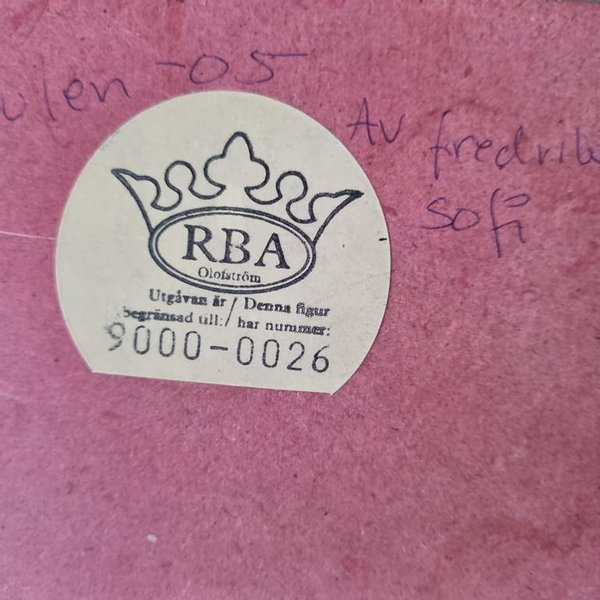 ulen -05
Av fredrik
sofi
RBA
Olofström
Utgåvan är / Denna figur
begränsad till: / har nummer:
9000-0026